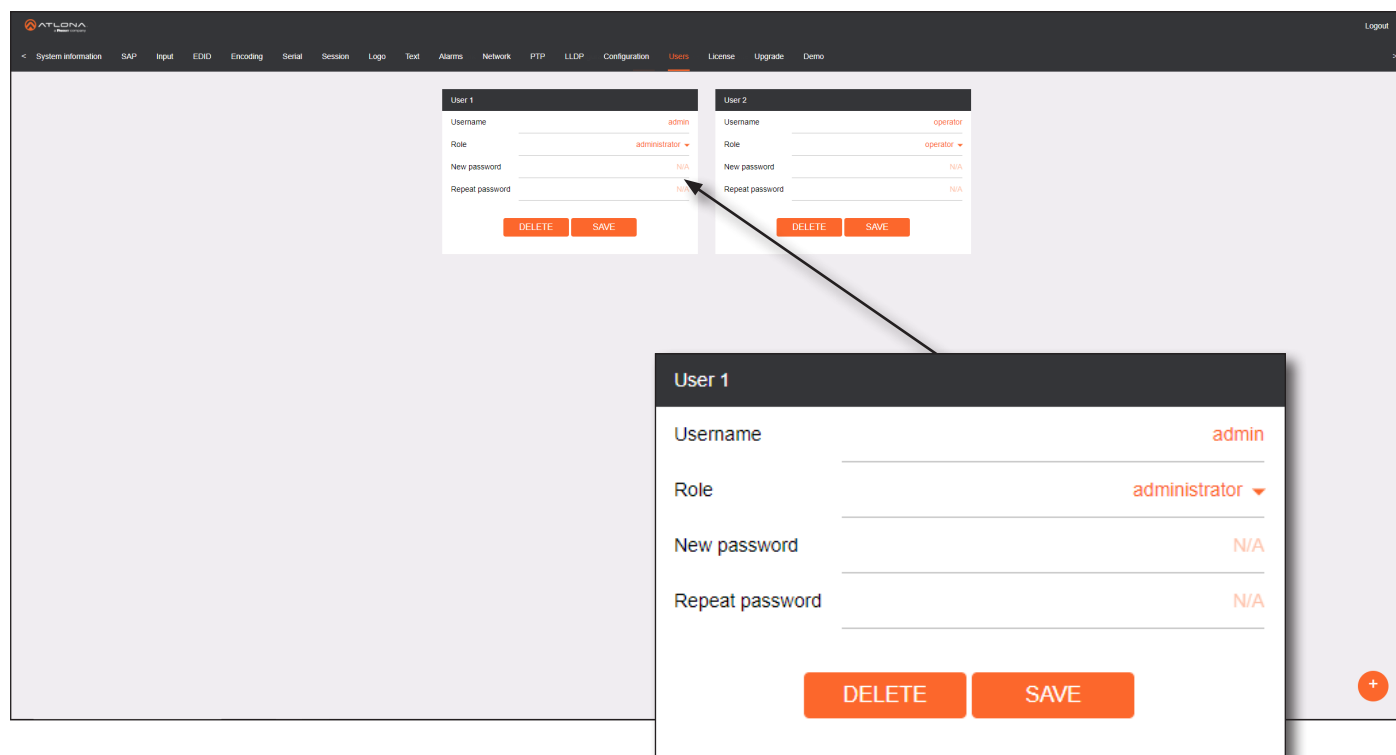 ATLONA
Logout
< System information SAP Input EDID Encoding Serial Session Logo Text Alarms Network PTP LLDP Configuration Users License Upgrade Demo >
User 1
Username admin
Role administrator
New password N/A
Repeat password N/A
DELETE SAVE
User 2
Username operator
Role operator
New password N/A
Repeat password N/A
DELETE SAVE
User 1
Username admin
Role administrator
New password N/A
Repeat password N/A
DELETE SAVE
+